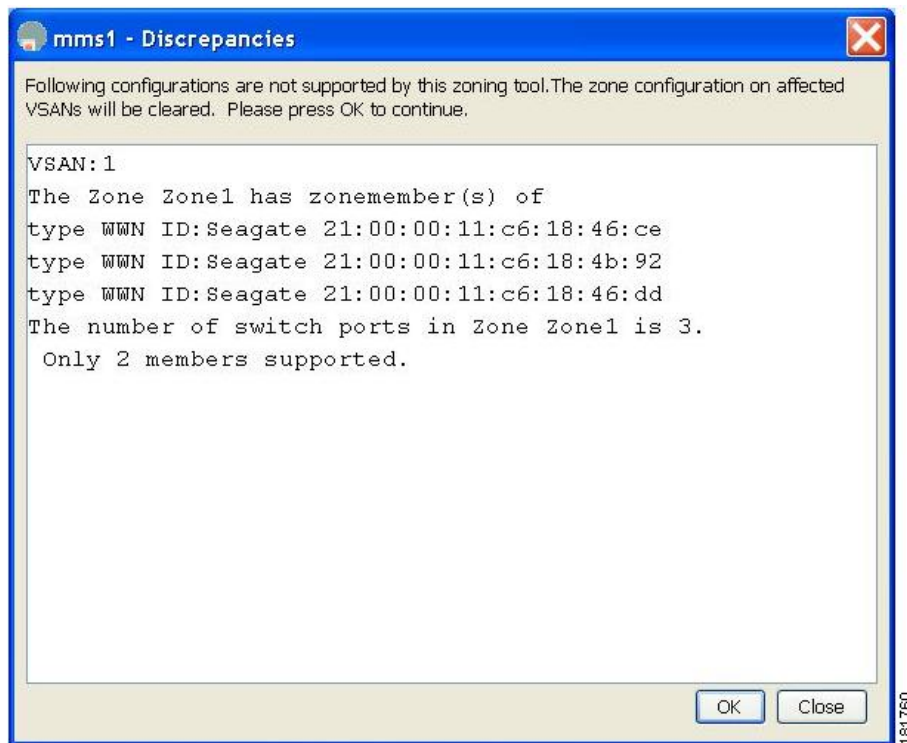 mms1 - Discrepancies
Following configurations are not supported by this zoning tool.The zone configuration on affected
VSANs will be cleared. Please press OK to continue.
VSAN:1
The Zone Zone1 has zonemember(s) of
type WWN ID:Seagate 21:00:00:11:c6:18:46:ce
type WWN ID:Seagate 21:00:00:11:c6:18:4b:92
type WWN ID:Seagate 21:00:00:11:c6:18:46:dd
The number of switch ports in Zone Zone1 is 3.
Only 2 members supported.
OK Close
181760